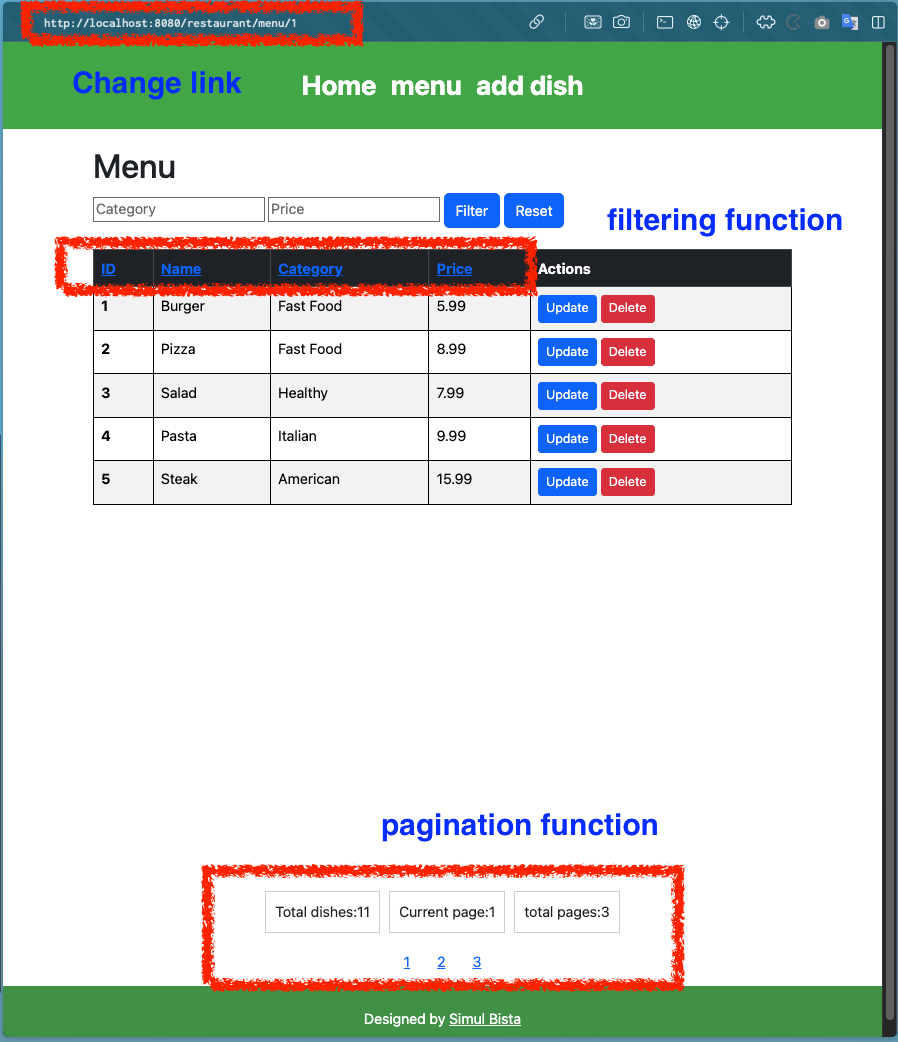 http://localhost:8080/restaurant/menu/1
Change link
Home menu add dish
Menu
Category Price Filter Reset
filtering function
ID Name Category Price Actions
1 Burger Fast Food 5.99 Update Delete
2 Pizza Fast Food 8.99 Update Delete
3 Salad Healthy 7.99 Update Delete
4 Pasta Italian 9.99 Update Delete
5 Steak American 15.99 Update Delete
pagination function
Total dishes:11 Current page:1 total pages:3
1 2 3
Designed by Simul Bista